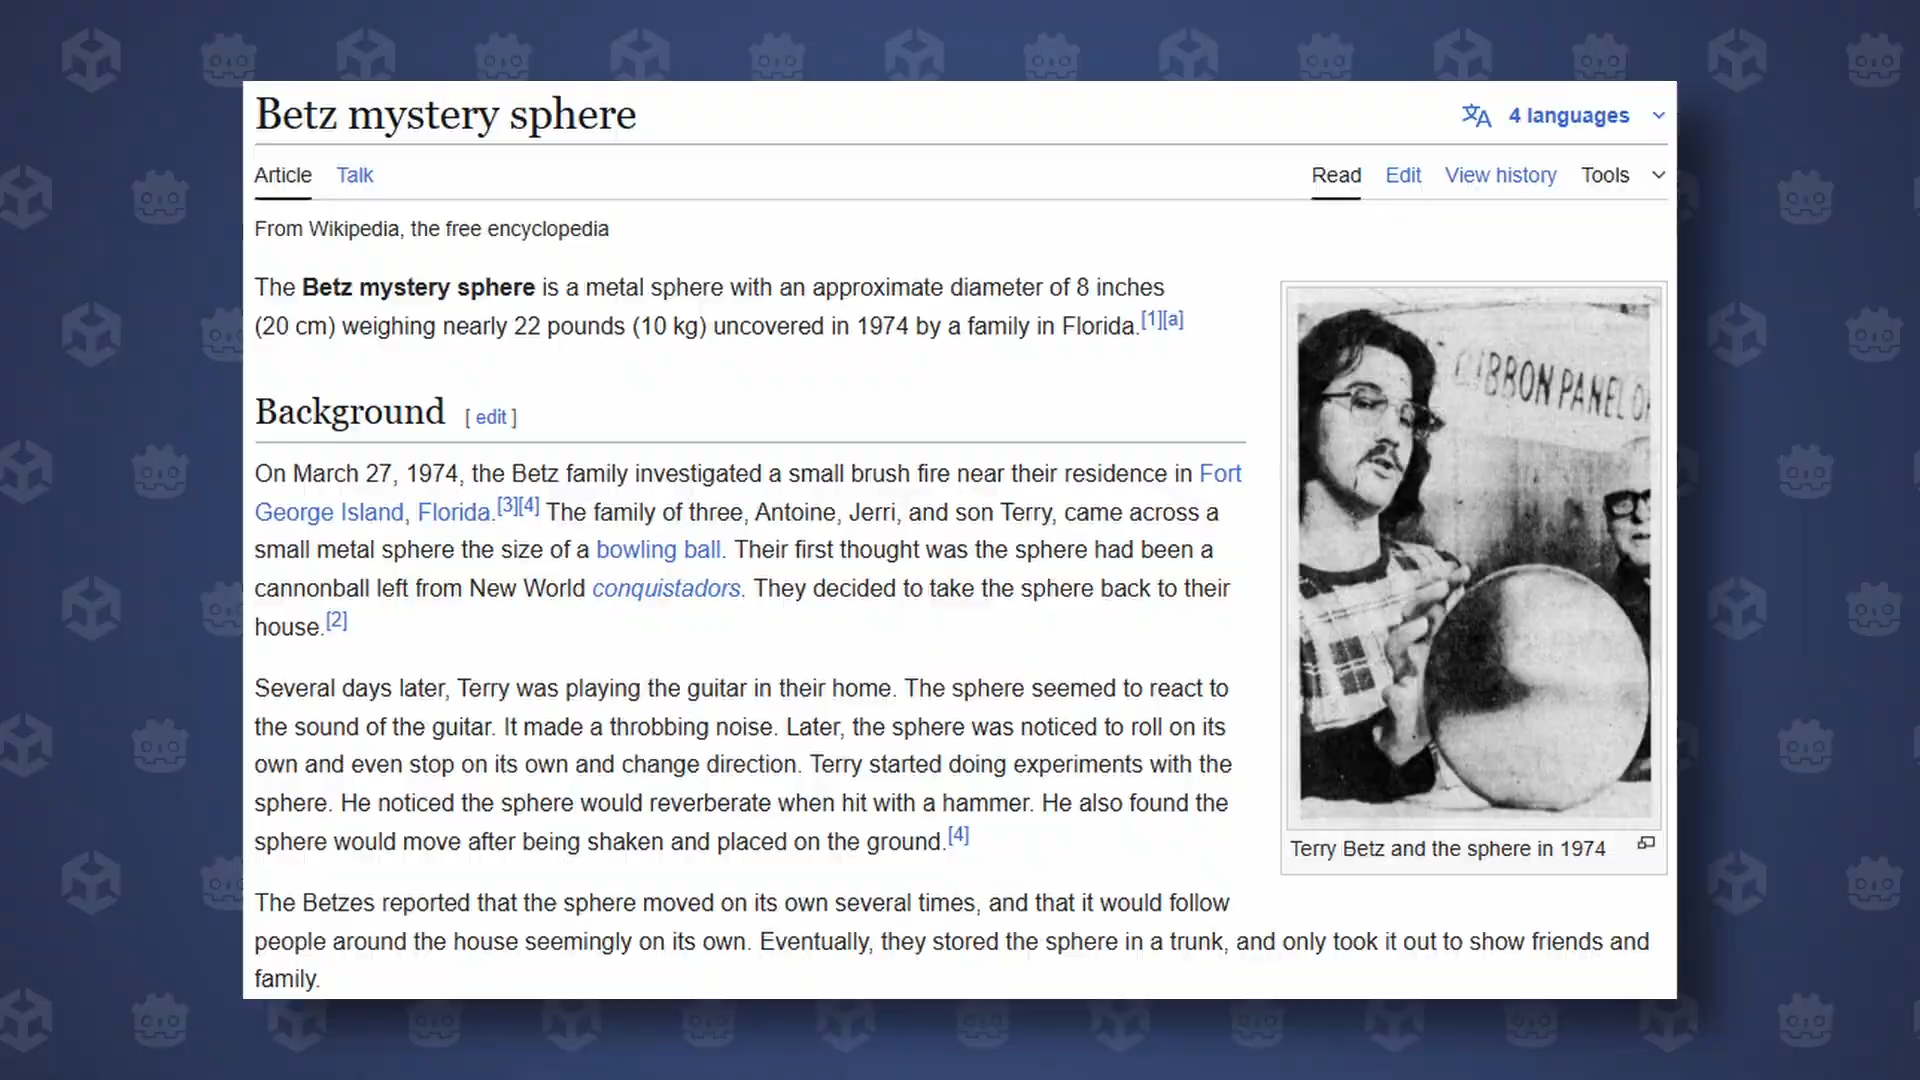 Betz mystery sphere
4 languages
Article Talk
Read Edit View history Tools
From Wikipedia, the free encyclopedia
The Betz mystery sphere is a metal sphere with an approximate diameter of 8 inches
(20 cm) weighing nearly 22 pounds (10 kg) uncovered in 1974 by a family in Florida.[1][a]
Background [ edit ]
On March 27, 1974, the Betz family investigated a small brush fire near their residence in Fort
George Island, Florida.[3][4] The family of three, Antoine, Jerri, and son Terry, came across a
small metal sphere the size of a bowling ball. Their first thought was the sphere had been a
cannonball left from New World conquistadors. They decided to take the sphere back to their
house.[2]
Several days later, Terry was playing the guitar in their home. The sphere seemed to react to
the sound of the guitar. It made a throbbing noise. Later, the sphere was noticed to roll on its
own and even stop on its own and change direction. Terry started doing experiments with the
sphere. He noticed the sphere would reverberate when hit with a hammer. He also found the
sphere would move after being shaken and placed on the ground.[4]
The Betzes reported that the sphere moved on its own several times, and that it would follow
people around the house seemingly on its own. Eventually, they stored the sphere in a trunk, and only took it out to show friends and
family.
PANEL
Terry Betz and the sphere in 1974